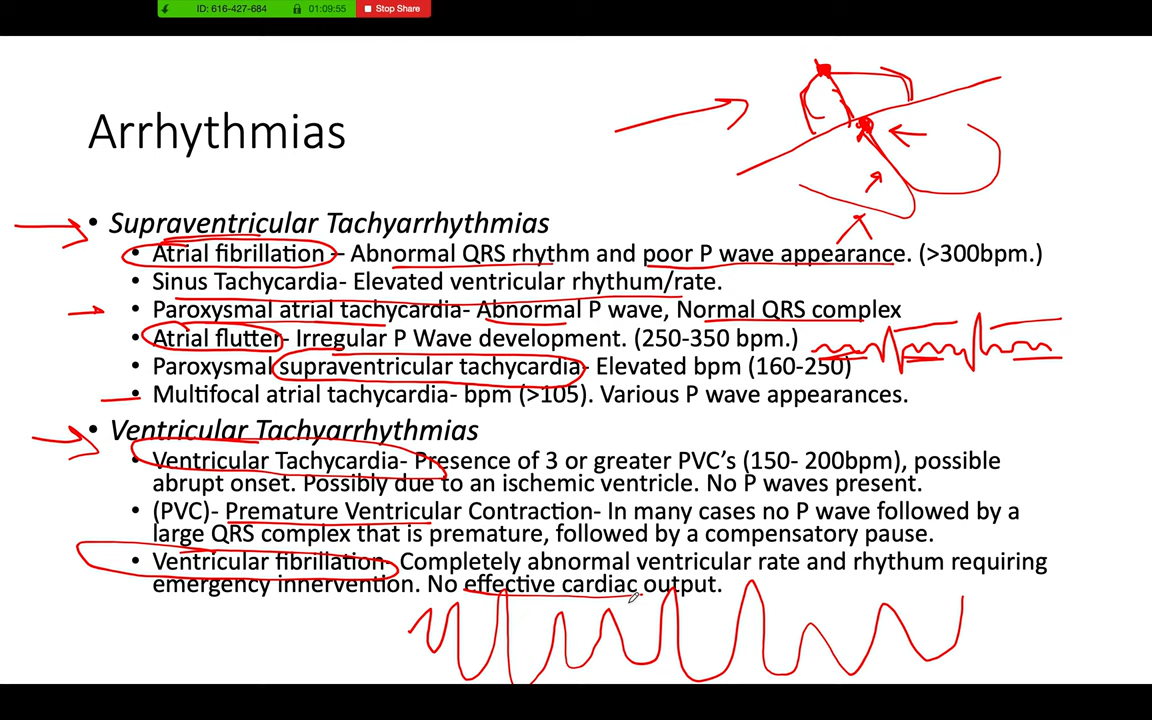 ID: 616-427-684 01:09:55 Stop Share
Arrhythmias
• Supraventricular Tachyarrhythmias
• Atrial fibrillation – Abnormal QRS rhythm and poor P wave appearance. (>300bpm.)
• Sinus Tachycardia- Elevated ventricular rhythum/rate.
• Paroxysmal atrial tachycardia- Abnormal P wave, Normal QRS complex
• Atrial flutter- Irregular P Wave development. (250-350 bpm.)
• Paroxysmal supraventricular tachycardia- Elevated bpm (160-250)
• Multifocal atrial tachycardia- bpm (>105). Various P wave appearances.
• Ventricular Tachyarrhythmias
• Ventricular Tachycardia- Presence of 3 or greater PVC’s (150- 200bpm), possible
abrupt onset. Possibly due to an ischemic ventricle. No P waves present.
• (PVC)- Premature Ventricular Contraction- In many cases no P wave followed by a
large QRS complex that is premature, followed by a compensatory pause.
• Ventricular fibrillation- Completely abnormal ventricular rate and rhythum requiring
emergency innervention. No effective cardiac output.